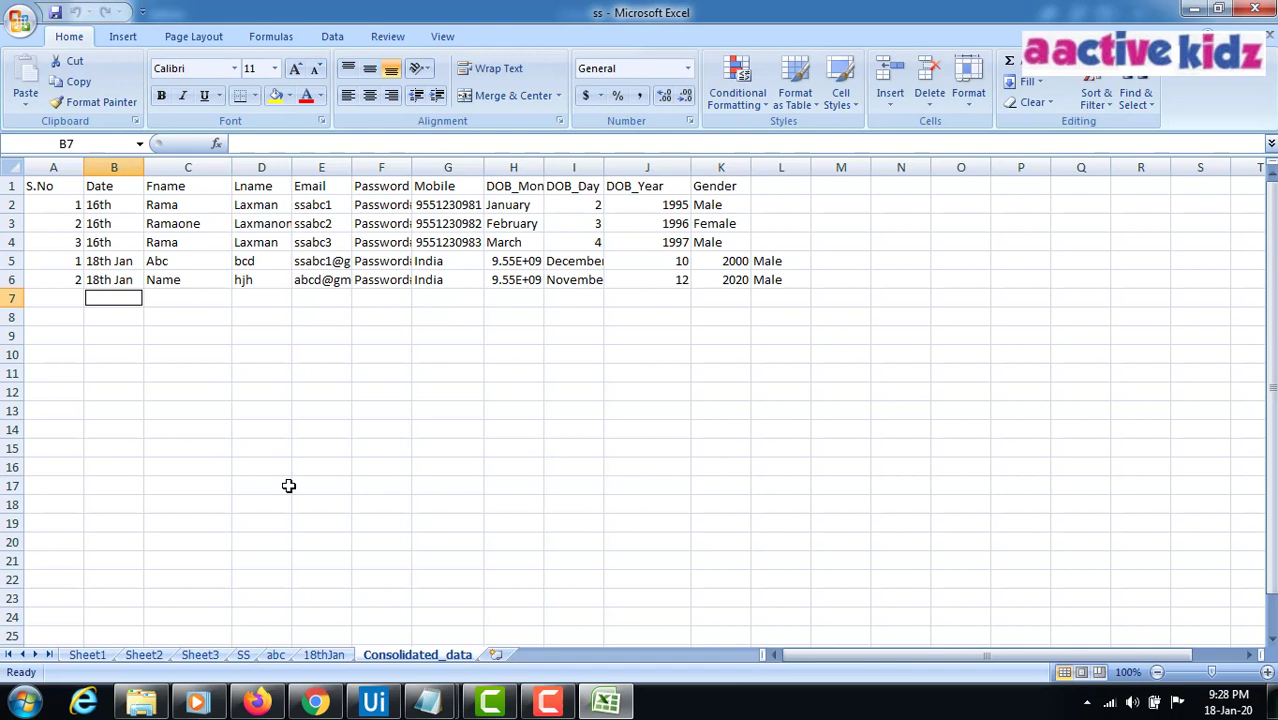 ss - Microsoft Excel
Home Insert Page Layout Formulas Data Review View
aactive kidz
Paste
Cut
Copy
Format Painter
Calibri 11
B I U
Wrap Text
Merge & Center
General
$ % ,
Conditional Formatting
Format as Table
Cell Styles
Insert Delete Format
Σ
Fill
Clear
Sort & Filter
Find & Select
Clipboard Font Alignment Number Styles Cells Editing
B7 fx
A B C D E F G H I J K L M N O P Q R S T
1 S.No Date Fname Lname Email Password Mobile DOB_Mon DOB_Day DOB_Year Gender
2 1 16th Rama Laxman ssabc1 Password 9551230981 January 2 1995 Male
3 2 16th Ramaone Laxmanon ssabc2 Password 9551230982 February 3 1996 Female
4 3 16th Rama Laxman ssabc3 Password 9551230983 March 4 1997 Male
5 1 18th Jan Abc bcd ssabc1@g Password India 9.55E+09 December 10 2000 Male
6 2 18th Jan Name hjh abcd@gm Password India 9.55E+09 Novembe 12 2020 Male
7
8
9
10
11
12
13
14
15
16
17
18
19
20
21
22
23
24
25
Sheet1 Sheet2 Sheet3 SS abc 18thJan Consolidated_data
Ready 100%
Ui
9:28 PM
18-Jan-20